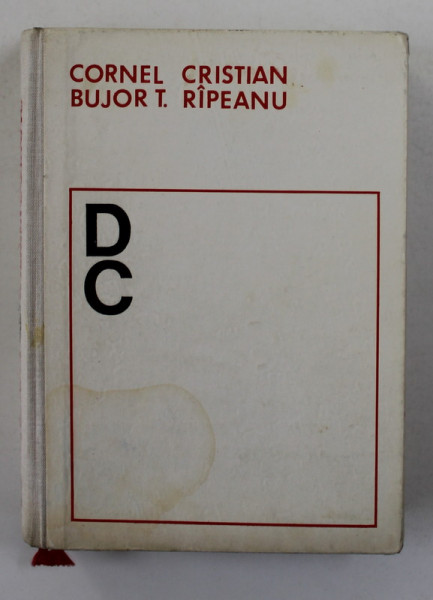 CORNEL CRISTIAN
BUJOR T. RÎPEANU
D
C